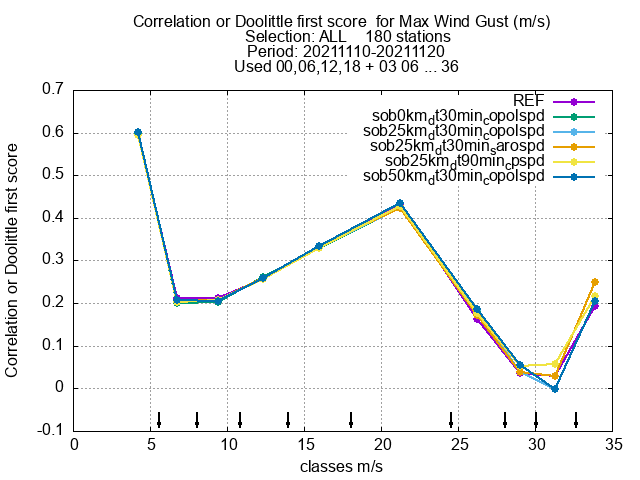 Correlation or Doolittle first score  for Max Wind Gust (m/s)
Selection: ALL    180 stations
Period: 20211110-20211120
Used 00,06,12,18 + 03 06 ... 36
Correlation or Doolittle first score
0.7
0.6
0.5
0.4
0.3
0.2
0.1
0
-0.1
REF
sob0km_dt30min_copolspd
sob25km_dt30min_copolspd
sob25km_dt30min_sarospd
sob25km_dt90min_cpspd
sob50km_dt30min_copolspd
0 5 10 15 20 25 30 35
classes m/s